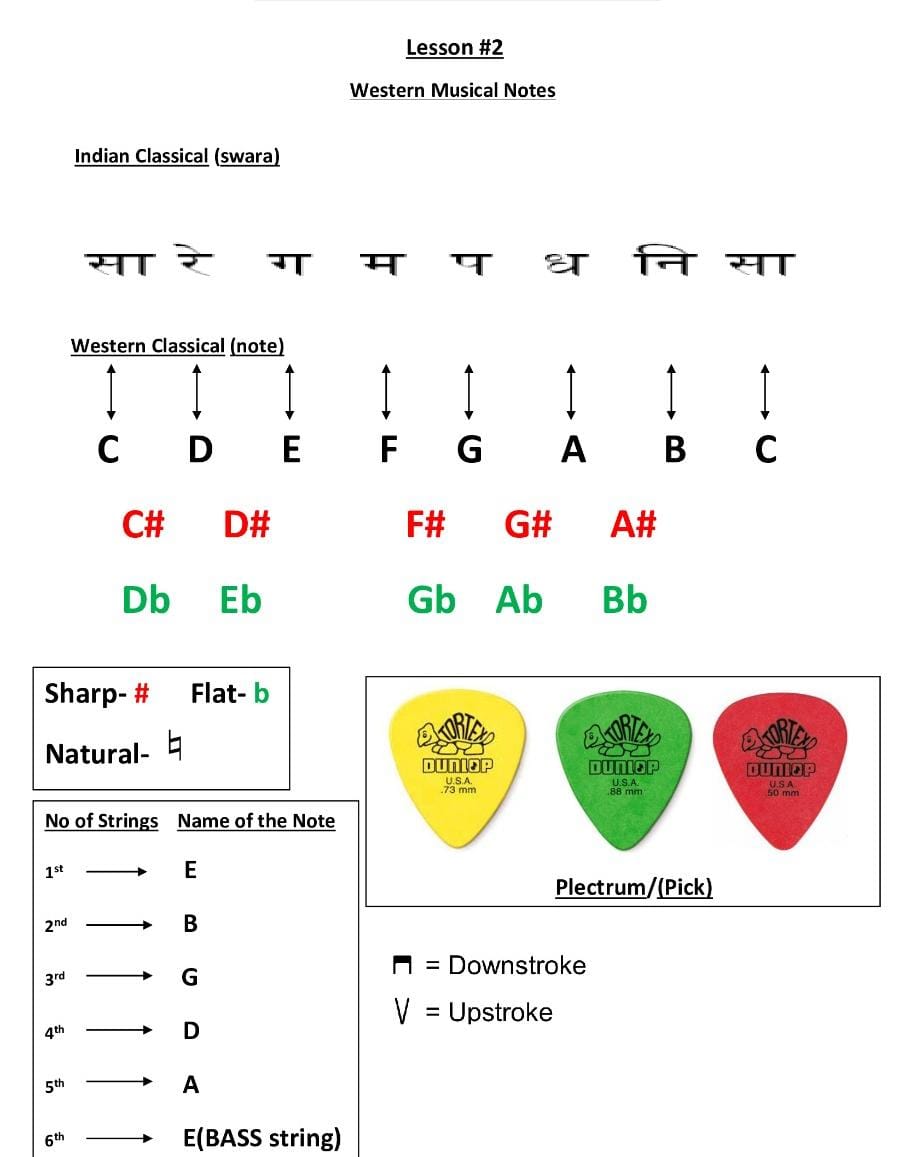 Lesson #2
Western Musical Notes
Indian Classical (swara)
सा रे ग म प ध नि सा
Western Classical (note)
C D E F G A B C
C# D# F# G# A#
Db Eb Gb Ab Bb
Sharp- # Flat- b
Natural- ♮
No of Strings Name of the Note
1st E
2nd B
3rd G
4th D
5th A
6th E(BASS string)
TORTEX TORTEX TORTEX
DUNLOP DUNLOP DUNLOP
U.S.A. U.S.A. U.S.A.
.73 mm .88 mm .50 mm
Plectrum/(Pick)
= Downstroke
V = Upstroke